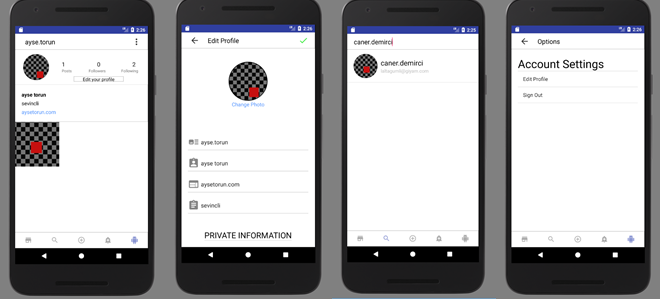 2:26
ayse.torun
1
0
2
Posts
Followers
Following
Edit your profile
ayse torun
sevincli
aysetorun.com
2:26
Edit Profile
Change Photo
ayse.torun
ayse torun
aysetorun.com
sevincli
PRIVATE INFORMATION
2:25
caner.demirci
caner.demirci
2:26
Options
Account Settings
Edit Profile
Sign Out